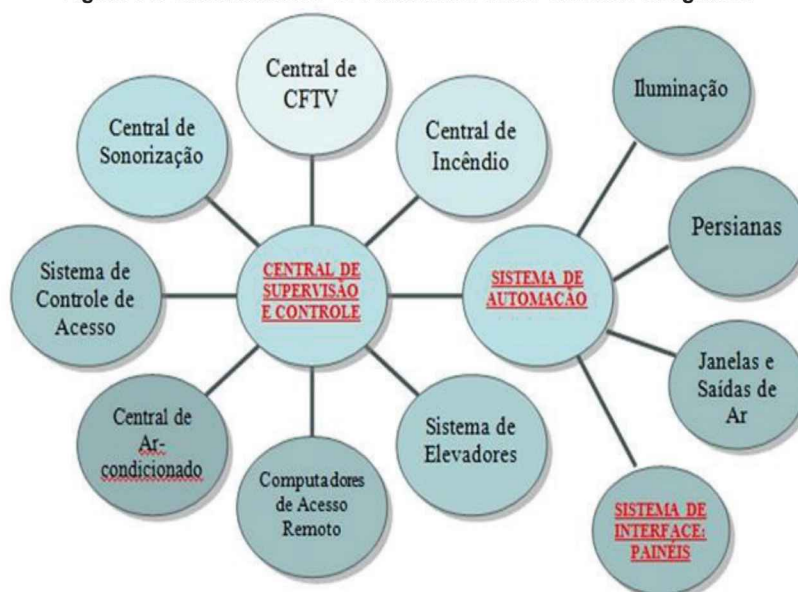 Central de
CFTV
Iluminação
Central de
Sonorização
Central de
Incêndio
Persianas
Sistema de
Controle de
Acesso
CENTRAL DE
SUPERVISÃO
E CONTROLE
SISTEMA DE
AUTOMAÇÃO
Janelas e
Saídas de
Ar
Central de
Ar-
condicionado
Sistema de
Elevadores
Computadores
de Acesso
Remoto
SISTEMA DE
INTERFACE:
PAINÉIS